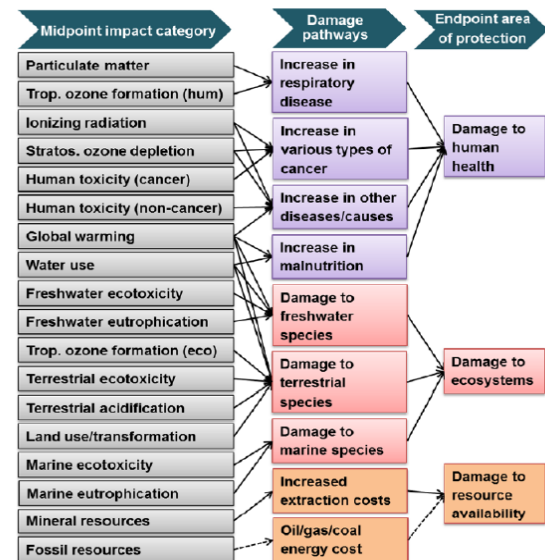 Midpoint impact category
Damage
pathways
Endpoint area
of protection
Particulate matter
Trop. ozone formation (hum)
Ionizing radiation
Stratos. ozone depletion
Human toxicity (cancer)
Human toxicity (non-cancer)
Global warming
Water use
Freshwater ecotoxicity
Freshwater eutrophication
Trop. ozone formation (eco)
Terrestrial ecotoxicity
Terrestrial acidification
Land use/transformation
Marine ecotoxicity
Marine eutrophication
Mineral resources
Fossil resources
Increase in
respiratory
disease
Increase in
various types of
cancer
Increase in other
diseases/causes
Increase in
malnutrition
Damage to
freshwater
species
Damage to
terrestrial
species
Damage to
marine species
Increased
extraction costs
Oil/gas/coal
energy cost
Damage to
human
health
Damage to
ecosystems
Damage to
resource
availability